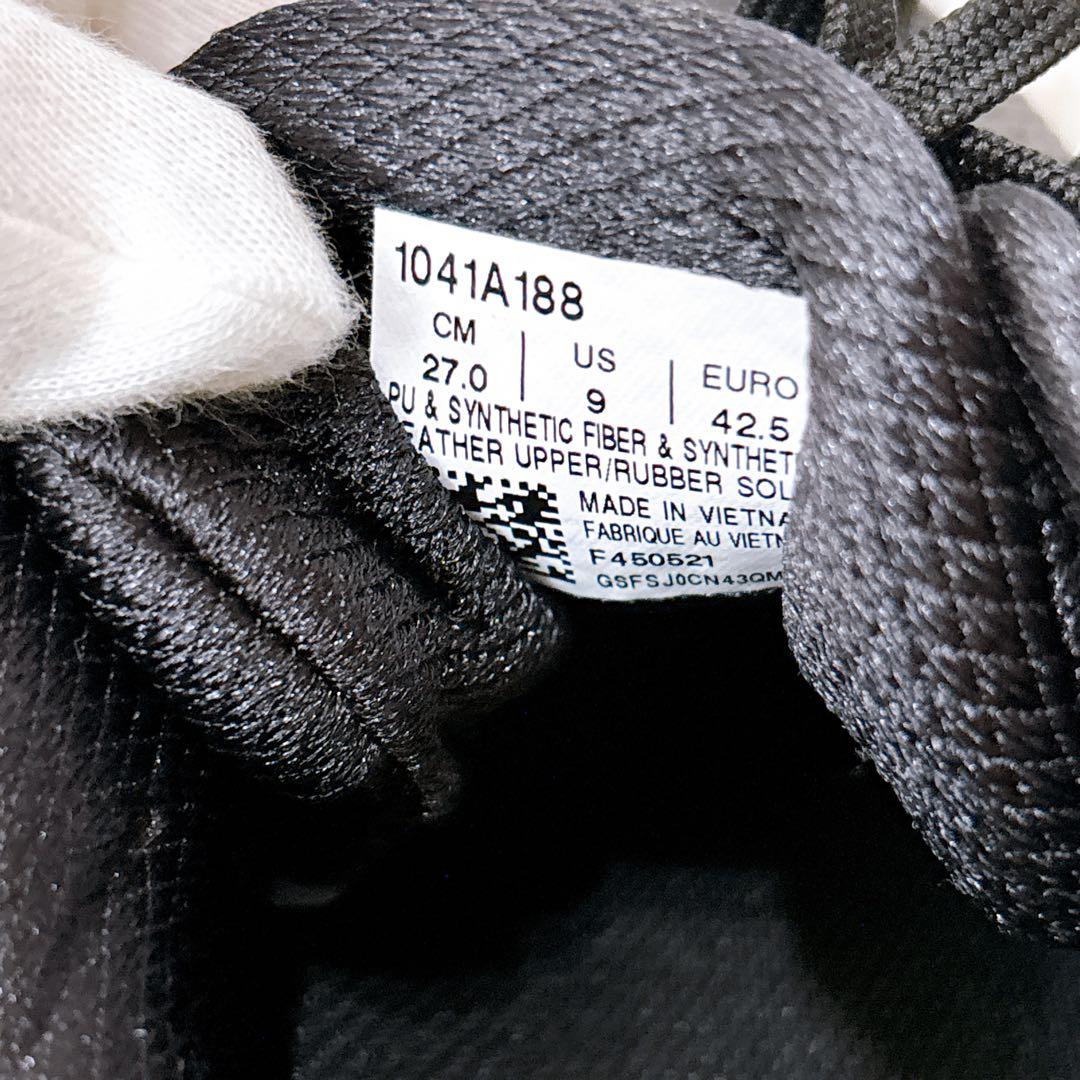 1041A188
CM | US | EURO
27.0 | 9 | 42.5
PU & SYNTHETIC FIBER & SYNTHET
EATHER UPPER/RUBBER SOL
MADE IN VIETNA
FABRIQUE AU VIETN
F450521
GSFSJ0CN43QM